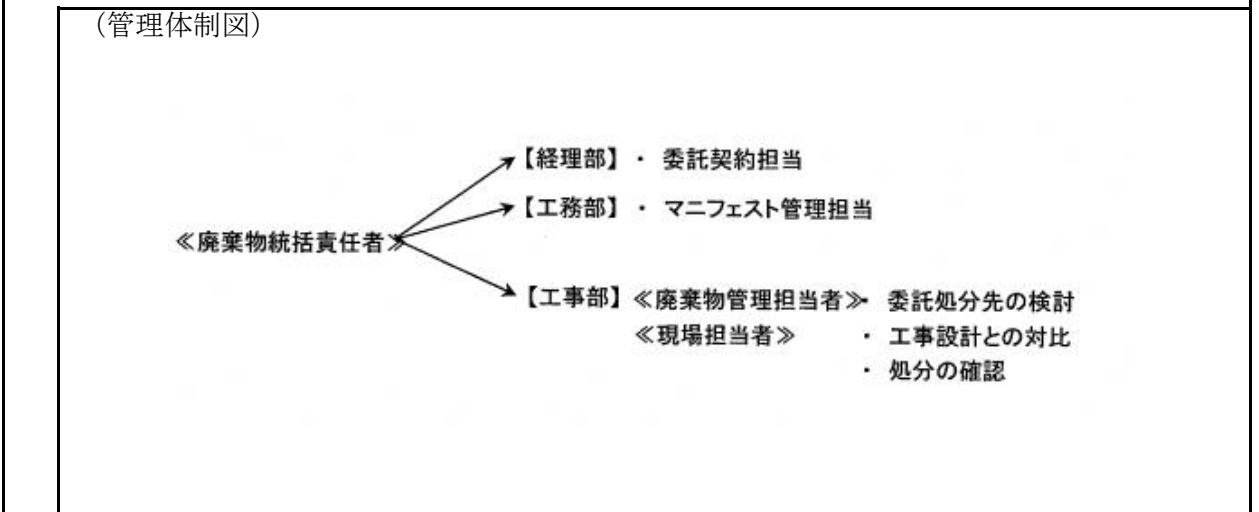 （管理体制図）
【経理部】 ・ 委託契約担当
【工務部】 ・ マニフェスト管理担当
≪廃棄物統括責任者≫
【工事部】 ≪廃棄物管理担当者≫ ・ 委託処分先の検討
≪現場担当者≫ ・ 工事設計との対比
・ 処分の確認